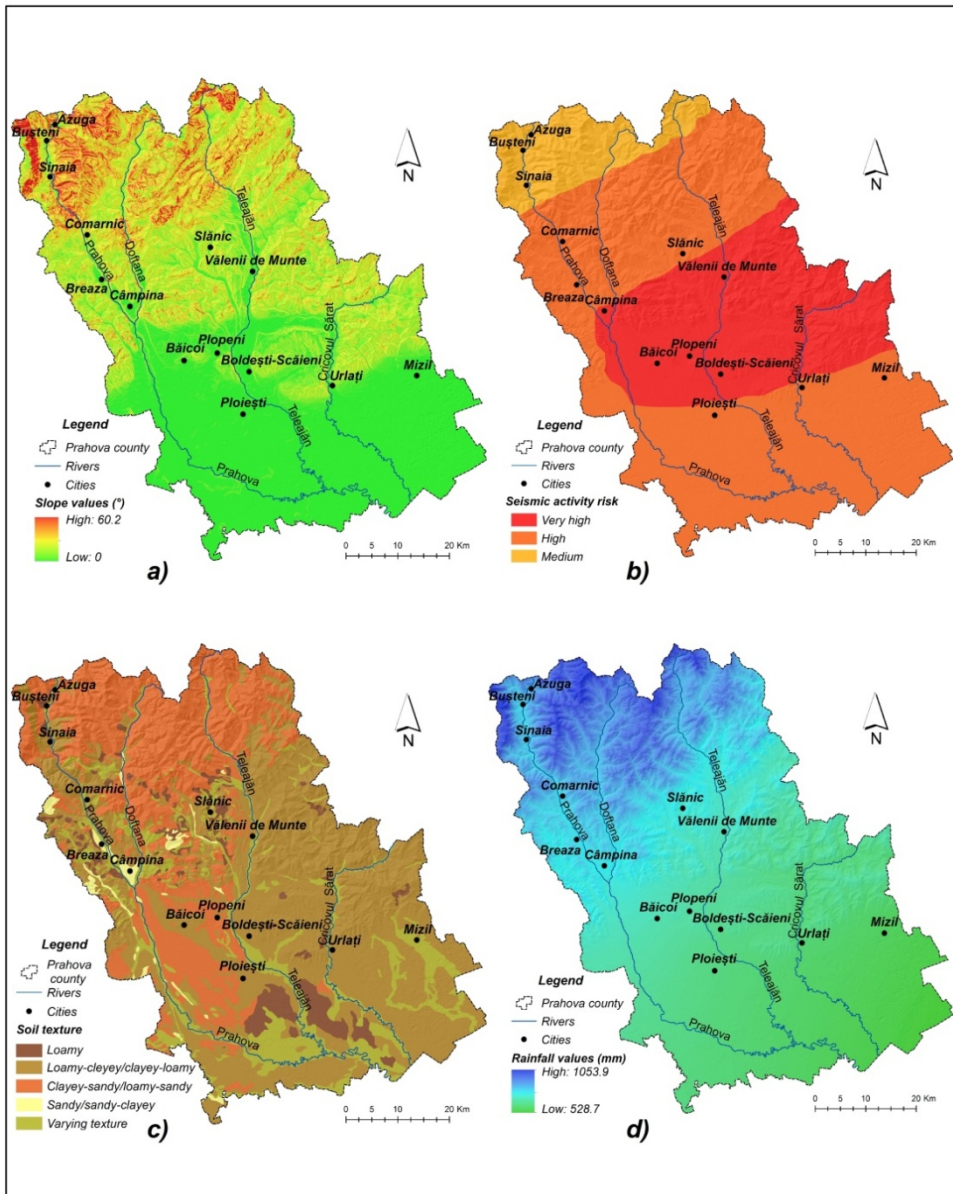 Azuga
Bușteni
Sinaia
N
Comarnic
Prahova
Doftana
Teleajăn
Slănic
Vălenii de Munte
Breaza
Câmpina
Cricovul Sărat
Băicoi
Plopeni
Boldești-Scăieni
Mizil
Urlați
Ploiești
Teleajăn
Prahova
Legend
Prahova county
Rivers
Cities
Slope values (°)
High: 60.2
Low: 0
0 5 10 20 Km
a)
Azuga
Bușteni
Sinaia
N
Comarnic
Prahova
Doftana
Teleajăn
Slănic
Vălenii de Munte
Breaza
Câmpina
Cricovul Sărat
Băicoi
Plopeni
Boldești-Scăieni
Mizil
Urlați
Ploiești
Teleajăn
Prahova
Legend
Prahova county
Rivers
Cities
Seismic activity risk
Very high
High
Medium
0 5 10 20 Km
b)
Azuga
Bușteni
Sinaia
N
Comarnic
Prahova
Doftana
Teleajăn
Slănic
Vălenii de Munte
Breaza
Câmpina
Cricovul Sărat
Băicoi
Plopeni
Boldești-Scăieni
Mizil
Urlați
Ploiești
Teleajăn
Prahova
Legend
Prahova
county
Rivers
Cities
Soil texture
Loamy
Loamy-cleyey/clayey-loamy
Clayey-sandy/loamy-sandy
Sandy/sandy-clayey
Varying texture
0 5 10 20 Km
c)
Azuga
Bușteni
Sinaia
N
Comarnic
Prahova
Doftana
Teleajăn
Slănic
Vălenii de Munte
Breaza
Câmpina
Cricovul Sărat
Băicoi
Plopeni
Boldești-Scăieni
Mizil
Urlați
Ploiești
Teleajăn
Prahova
Legend
Prahova county
Rivers
Cities
Rainfall values (mm)
High: 1053.9
Low: 528.7
0 5 10 20 Km
d)